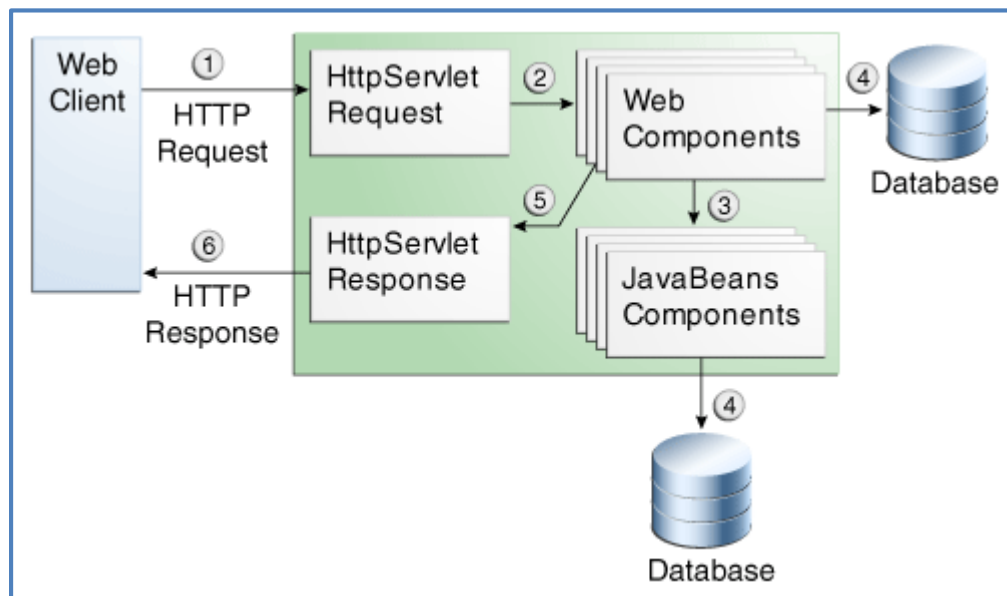 Web
Client
1
HTTP
Request
HttpServlet
Request
2
Web
Components
4
Database
3
JavaBeans
Components
4
Database
5
HttpServlet
Response
6
HTTP
Response